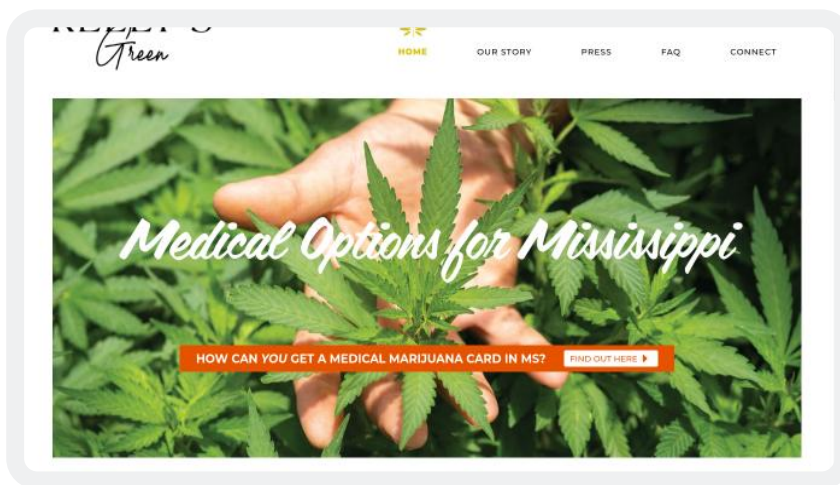 Green
HOME
OUR STORY
PRESS
FAQ
CONNECT
Medical Options for Mississippi
HOW CAN YOU GET A MEDICAL MARIJUANA CARD IN MS?
FIND OUT HERE